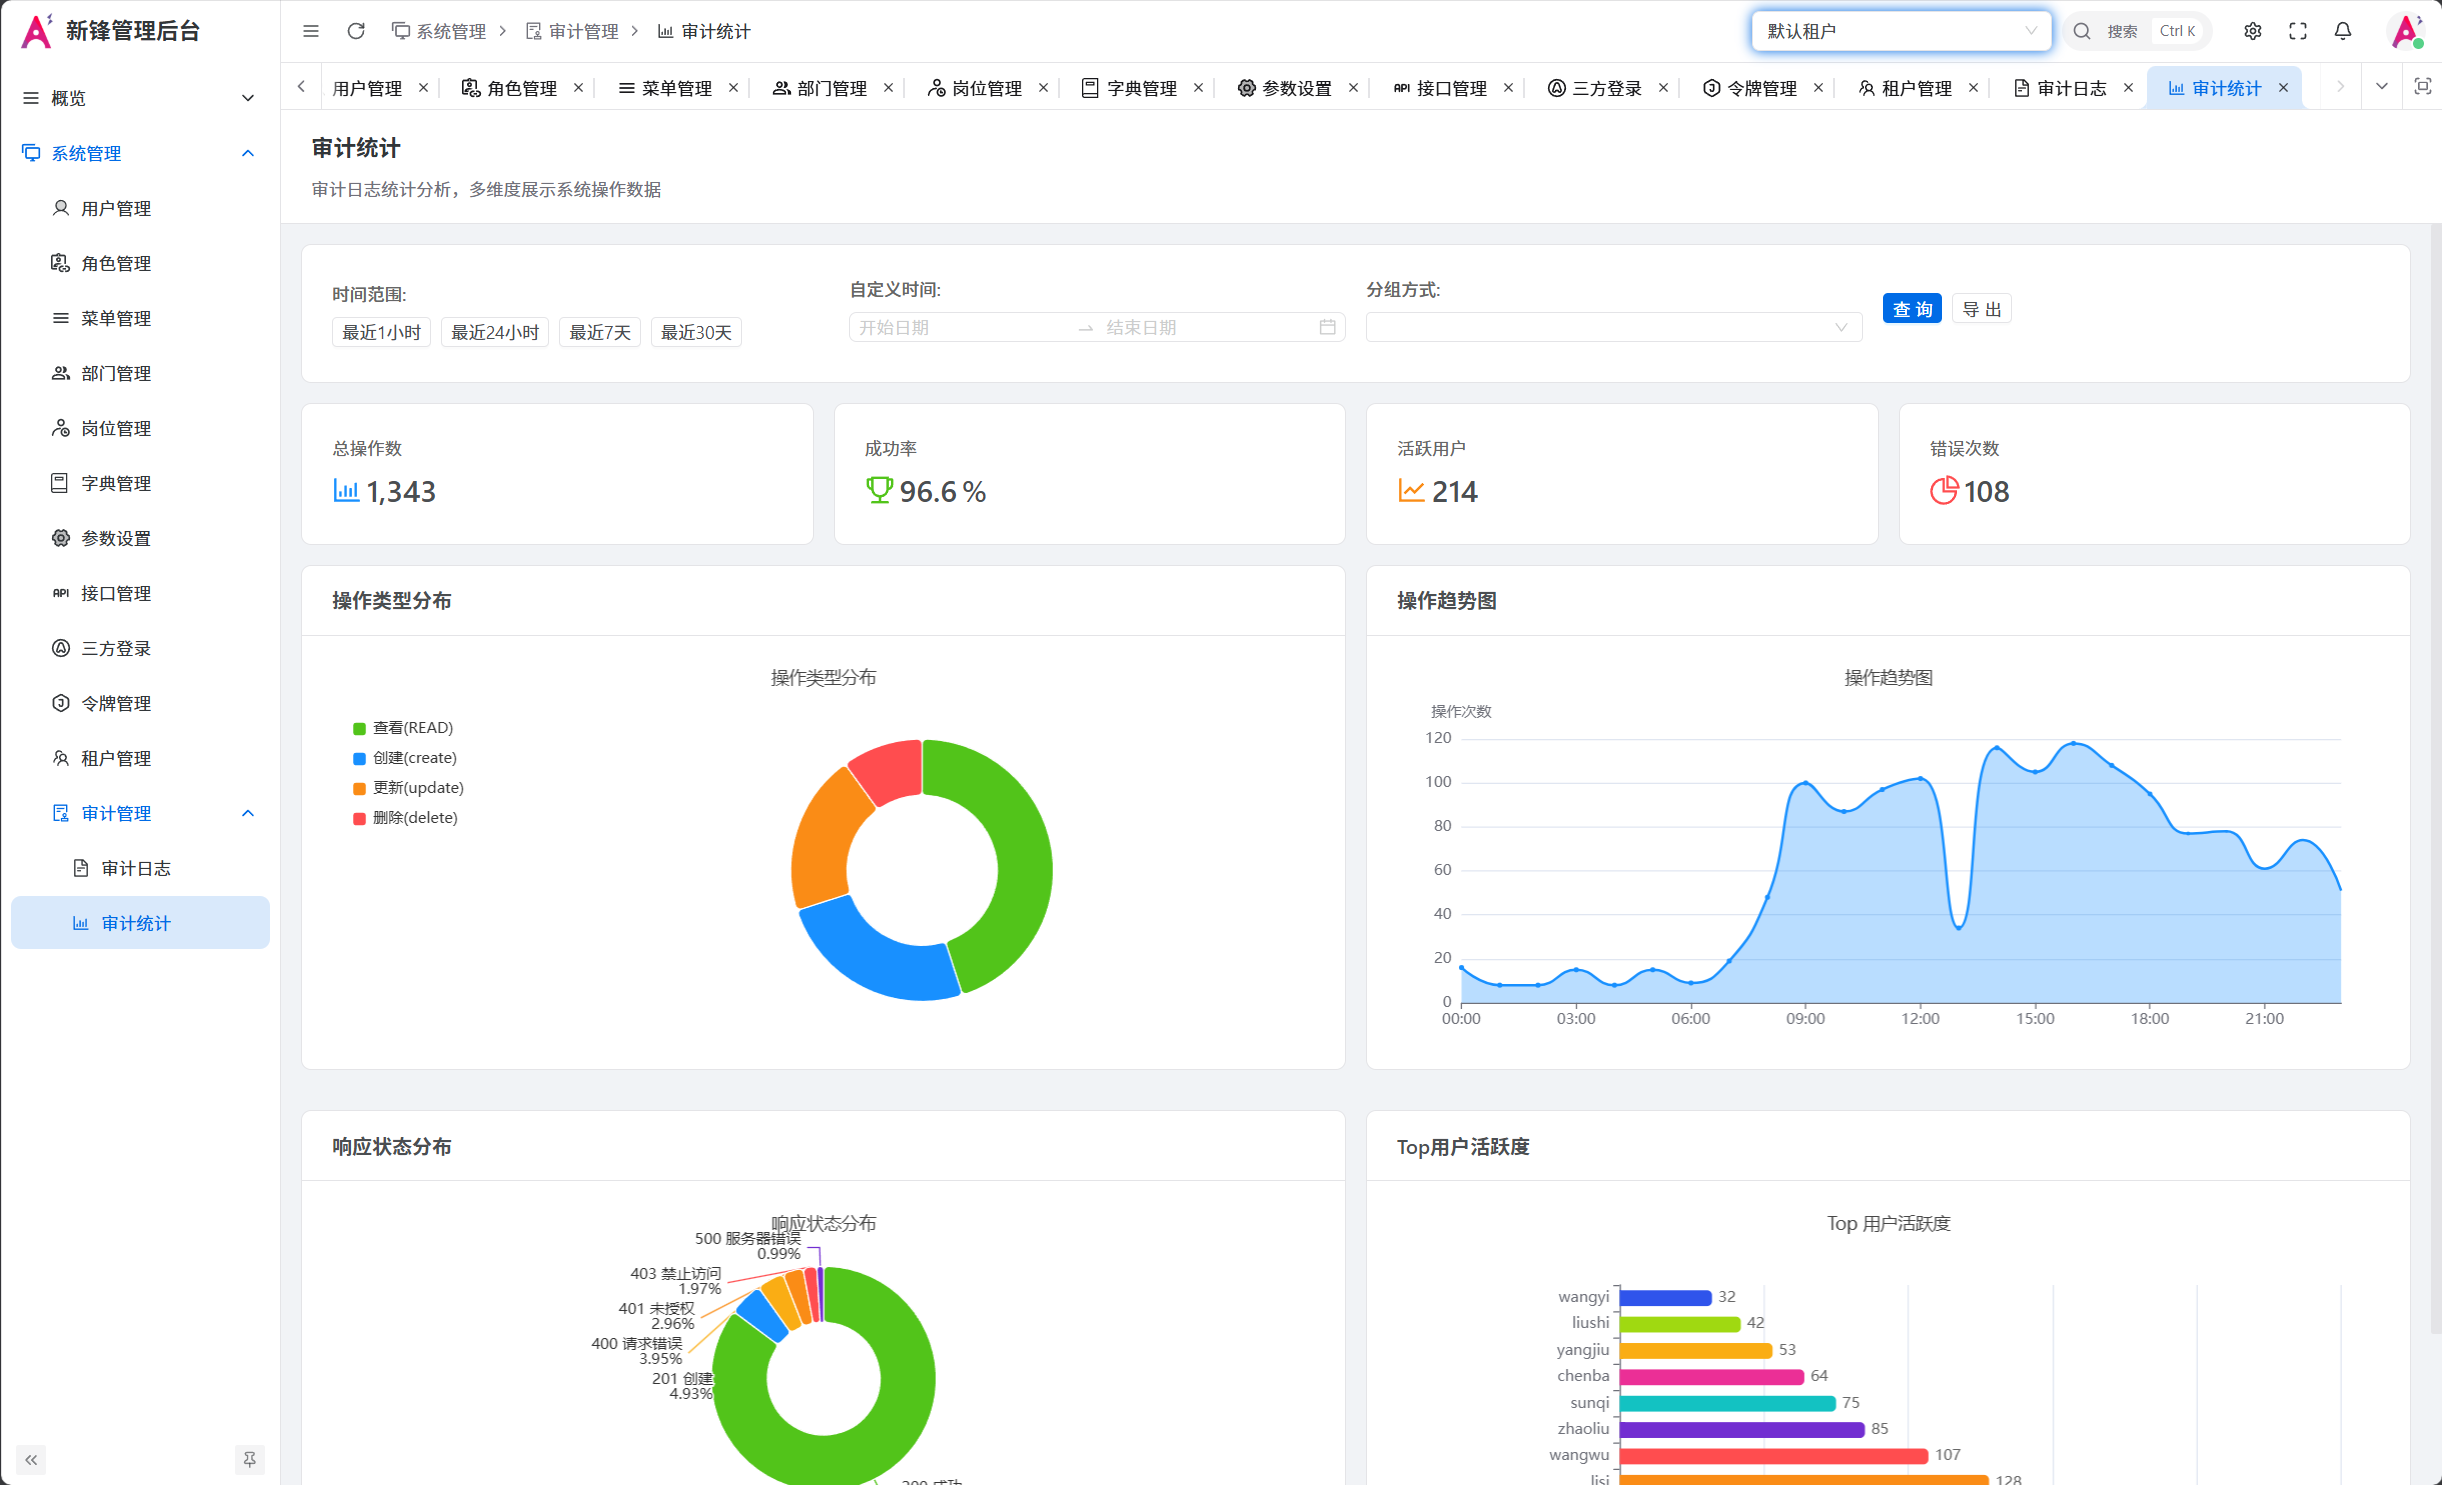 新锋管理后台
系统管理
审计管理
审计统计
默认租户
搜索
Ctrl K
用户管理
角色管理
菜单管理
部门管理
岗位管理
字典管理
参数设置
API 接口管理
三方登录
令牌管理
租户管理
审计日志
审计统计
概览
系统管理
用户管理
角色管理
菜单管理
部门管理
岗位管理
字典管理
参数设置
API 接口管理
三方登录
令牌管理
租户管理
审计管理
审计日志
审计统计
审计统计
审计日志统计分析，多维度展示系统操作数据
时间范围:
最近1小时 最近24小时 最近7天 最近30天
自定义时间:
开始日期 结束日期
分组方式:
查 询 导 出
总操作数
1,343
成功率
96.6 %
活跃用户
214
错误次数
108
操作类型分布
操作类型分布
查看(READ)
创建(create)
更新(update)
删除(delete)
操作趋势图
操作趋势图
操作次数
120
100
80
60
40
20
0
00:00 03:00 06:00 09:00 12:00 15:00 18:00 21:00
响应状态分布
响应状态分布
500 服务器错误
0.99%
403 禁止访问
1.97%
401 未授权
2.96%
400 请求错误
3.95%
201 创建
4.93%
200 成功
Top用户活跃度
Top 用户活跃度
wangyi 32
liushi 42
yangjiu 53
chenba 64
sunqi 75
zhaoliu 85
wangwu 107
lisi 128